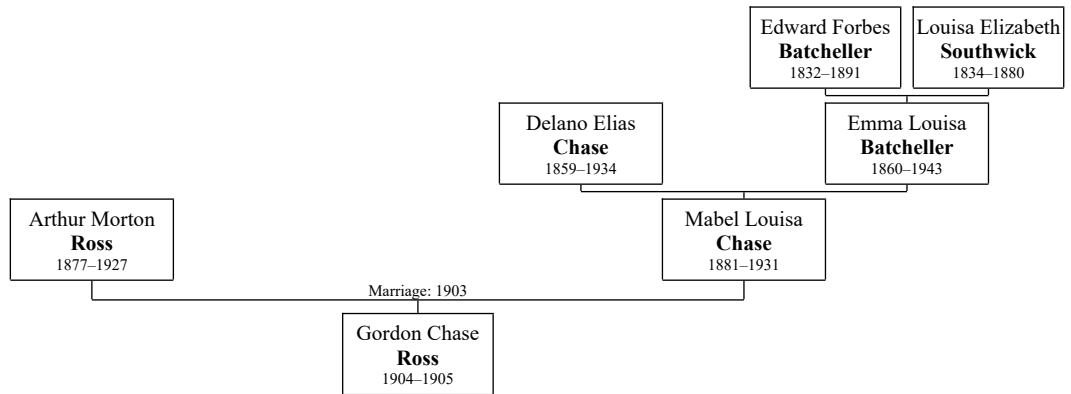 Edward Forbes
Batcheller
1832–1891
Louisa Elizabeth
Southwick
1834–1880
Delano Elias
Chase
1859–1934
Emma Louisa
Batcheller
1860–1943
Arthur Morton
Ross
1877–1927
Mabel Louisa
Chase
1881–1931
Marriage: 1903
Gordon Chase
Ross
1904–1905